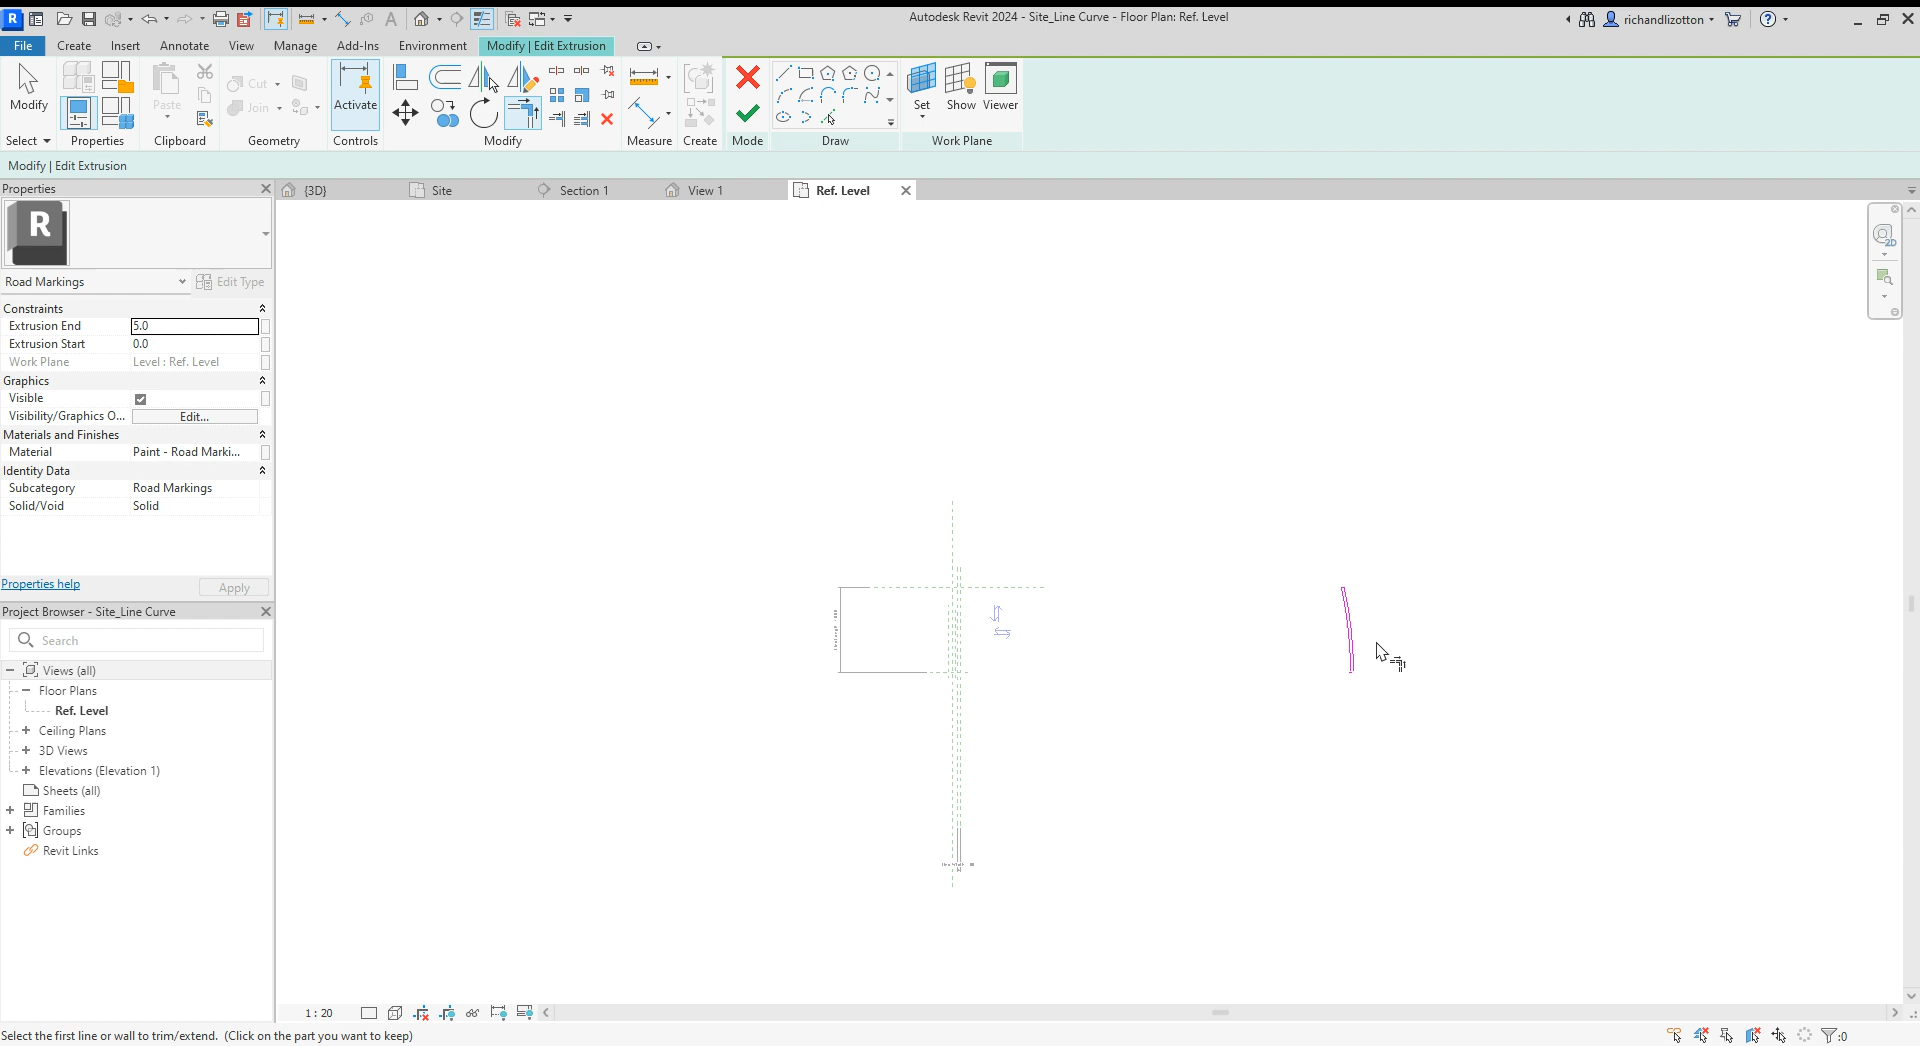 Autodesk Revit 2024 - Site_Line Curve - Floor Plan: Ref. Level
richandlizotton
File Create Insert Annotate View Manage Add-Ins Environment Modify | Edit Extrusion
Modify
Paste
Cut
Join
Activate
Set Show Viewer
Select Properties Clipboard Geometry Controls Modify Measure Create Mode Draw Work Plane
Modify | Edit Extrusion
Properties
{3D} Site Section 1 View 1 Ref. Level
R
Road Markings Edit Type
Constraints
Extrusion End 5.0
Extrusion Start 0.0
Work Plane Level : Ref. Level
Graphics
Visible
Visibility/Graphics O... Edit...
Materials and Finishes
Material Paint - Road Marki...
Identity Data
Subcategory Road Markings
Solid/Void Solid
Properties help Apply
Project Browser - Site_Line Curve
Search
Views (all)
Floor Plans
Ref. Level
Ceiling Plans
3D Views
Elevations (Elevation 1)
Sheets (all)
Families
Groups
Revit Links
2D
1 : 20
Select the first line or wall to trim/extend. (Click on the part you want to keep)
:0